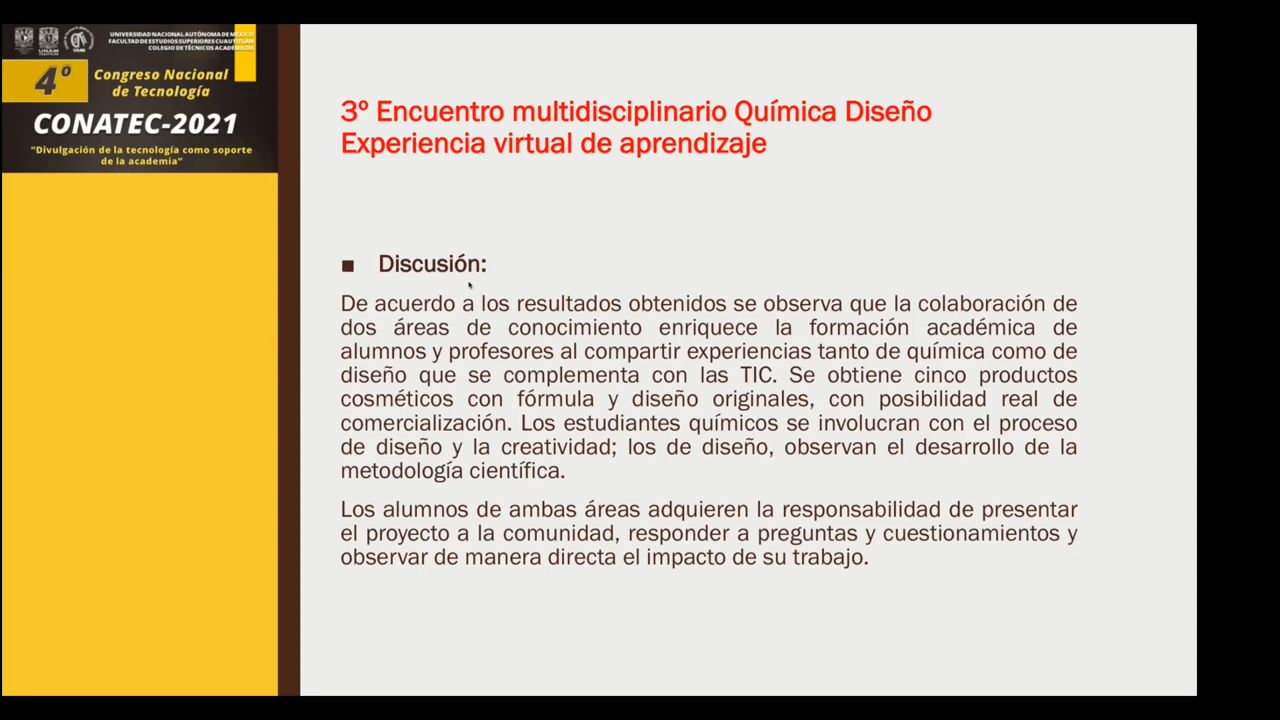 UNIVERSIDAD NACIONAL AUTÓNOMA DE MÉXICO
FACULTAD DE ESTUDIOS SUPERIORES CUAUTITLÁN
COLEGIO DE TÉCNICOS ACADÉMICOS
4º
Congreso Nacional
de Tecnología
CONATEC-2021
"Divulgación de la tecnología como soporte
de la academia"
3º Encuentro multidisciplinario Química Diseño
Experiencia virtual de aprendizaje
■ Discusión:
De acuerdo a los resultados obtenidos se observa que la colaboración de
dos áreas de conocimiento enriquece la formación académica de
alumnos y profesores al compartir experiencias tanto de química como de
diseño que se complementa con las TIC. Se obtiene cinco productos
cosméticos con fórmula y diseño originales, con posibilidad real de
comercialización. Los estudiantes químicos se involucran con el proceso
de diseño y la creatividad; los de diseño, observan el desarrollo de la
metodología científica.
Los alumnos de ambas áreas adquieren la responsabilidad de presentar
el proyecto a la comunidad, responder a preguntas y cuestionamientos y
observar de manera directa el impacto de su trabajo.